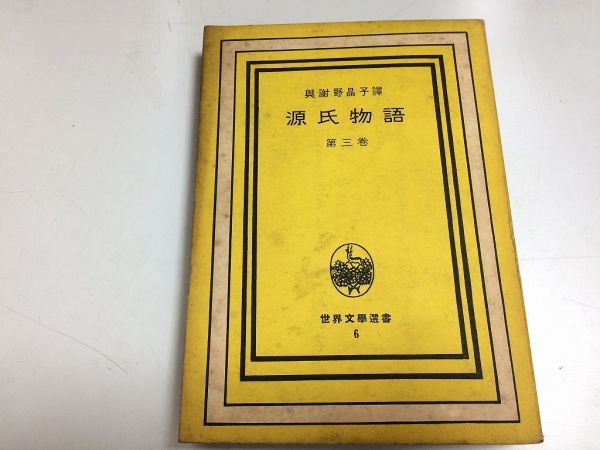 與謝野晶子譯
源氏物語
第三卷
世界文學選書
6